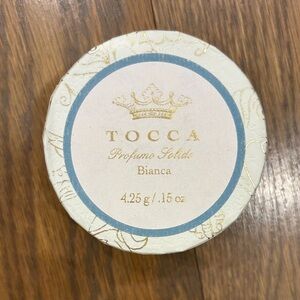 TOCCA
Profumo Solido
Bianca
4.25 g / .15 oz